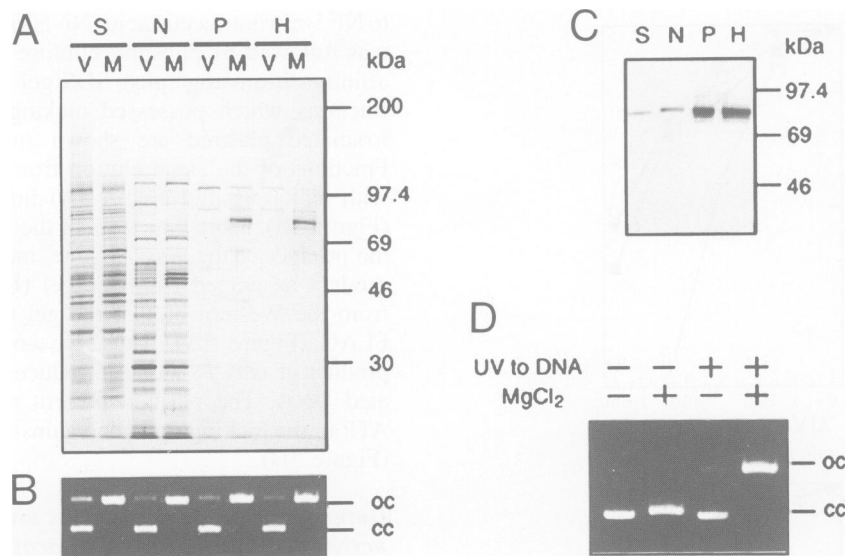 A
S N P H
V M V M V M V M
kDa
200
97.4
69
46
30
B
oc
cc
C
S N P H
kDa
97.4
69
46
D
UV to DNA − − + +
MgCl₂ − + − +
oc
cc